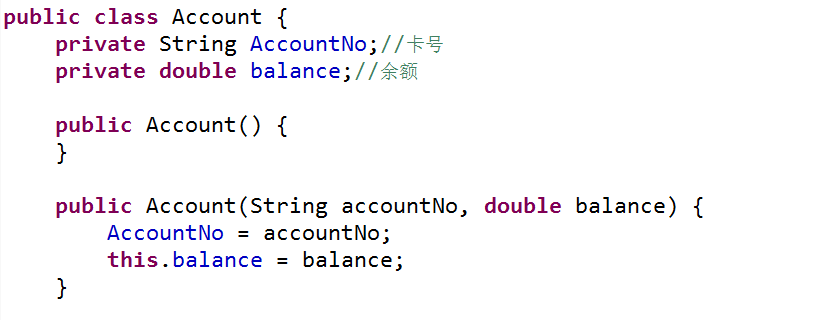 public class Account {
    private String AccountNo;//卡号
    private double balance;//余额
    public Account() {
    }
    public Account(String accountNo, double balance) {
        AccountNo = accountNo;
        this.balance = balance;
    }